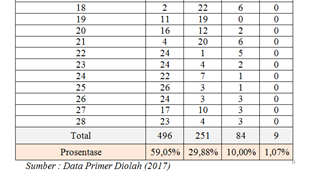 18 2 22 6 0
19 11 19 0 0
20 16 12 2 0
21 4 20 6 0
22 24 1 5 0
23 24 4 2 0
24 22 7 1 0
25 26 3 1 0
26 24 3 3 0
27 17 10 3 0
28 23 4 3 0
Total 496 251 84 9
Prosentase 59,05% 29,88% 10,00% 1,07%
Sumber : Data Primer Diolah (2017)